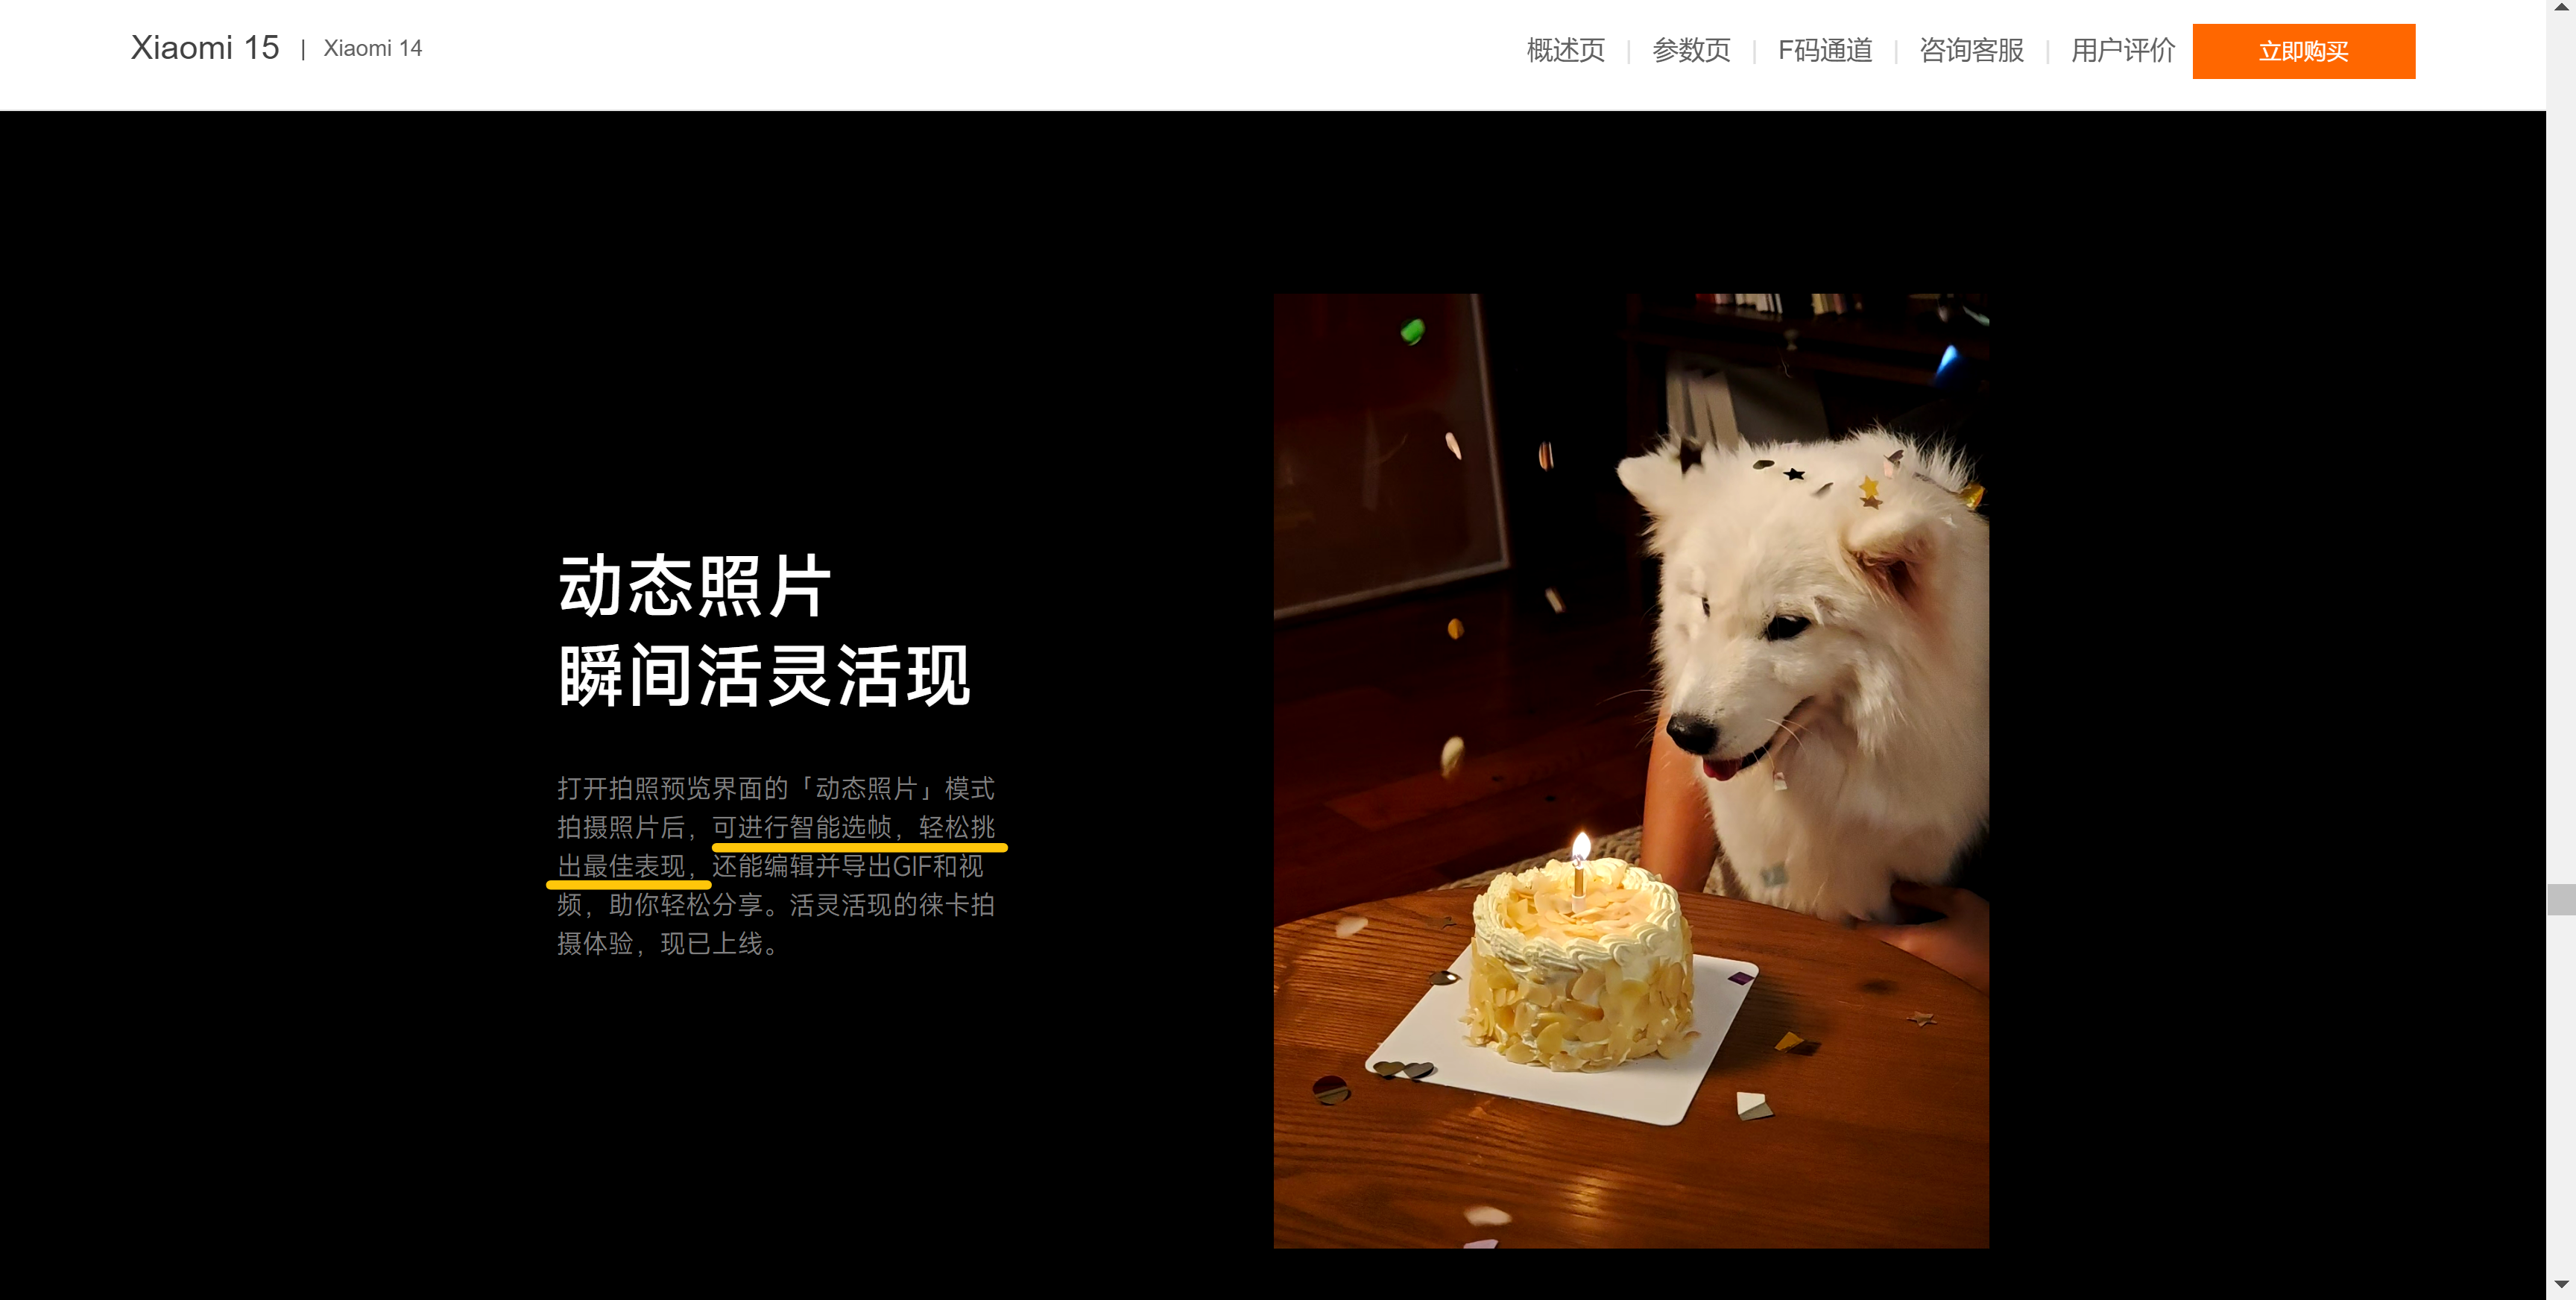 Xiaomi 15 | Xiaomi 14
概述页 | 参数页 | F码通道 | 咨询客服 | 用户评价 立即购买
动态照片
瞬间活灵活现
打开拍照预览界面的「动态照片」模式
拍摄照片后，可进行智能选帧，轻松挑
出最佳表现，还能编辑并导出GIF和视
频，助你轻松分享。活灵活现的徕卡拍
摄体验，现已上线。